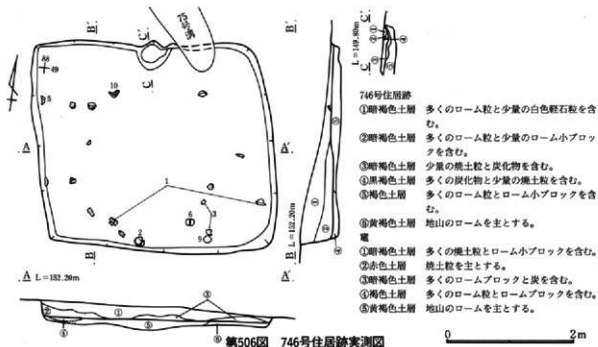 75号溝
B
B'
C'
C
88
49
10
5
A
A'
1
3
6
2
9
B
B'
A
L=152.20m
A'
①
②
③
④
⑤
⑥
B'
B L=152.20m
C'
C L=149.80m
746号住居跡
①暗褐色土層 多くのローム粒と少量の白色軽石粒を含
む。
②暗褐色土層 多くのローム粒と少量のローム小ブロッ
クを含む。
③暗褐色土層 少量の焼土粒と炭化物を含む。
④黒褐色土層 多くの炭化物と少量の焼土粒を含む。
⑤褐色土層 多くのローム粒とローム小ブロックを含
む。
⑥黄褐色土層 地山のロームを主とする。
竈
①暗褐色土層 多くの焼土粒とローム小ブロックを含む。
②赤色土層 焼土粒を主とする。
③暗褐色土層 多くのロームブロックと炭を含む。
④褐色土層 多くのローム粒とロームブロックを含む。
⑤黄褐色土層 地山のロームを主とする。
0 2m
第506図 746号住居跡実測図